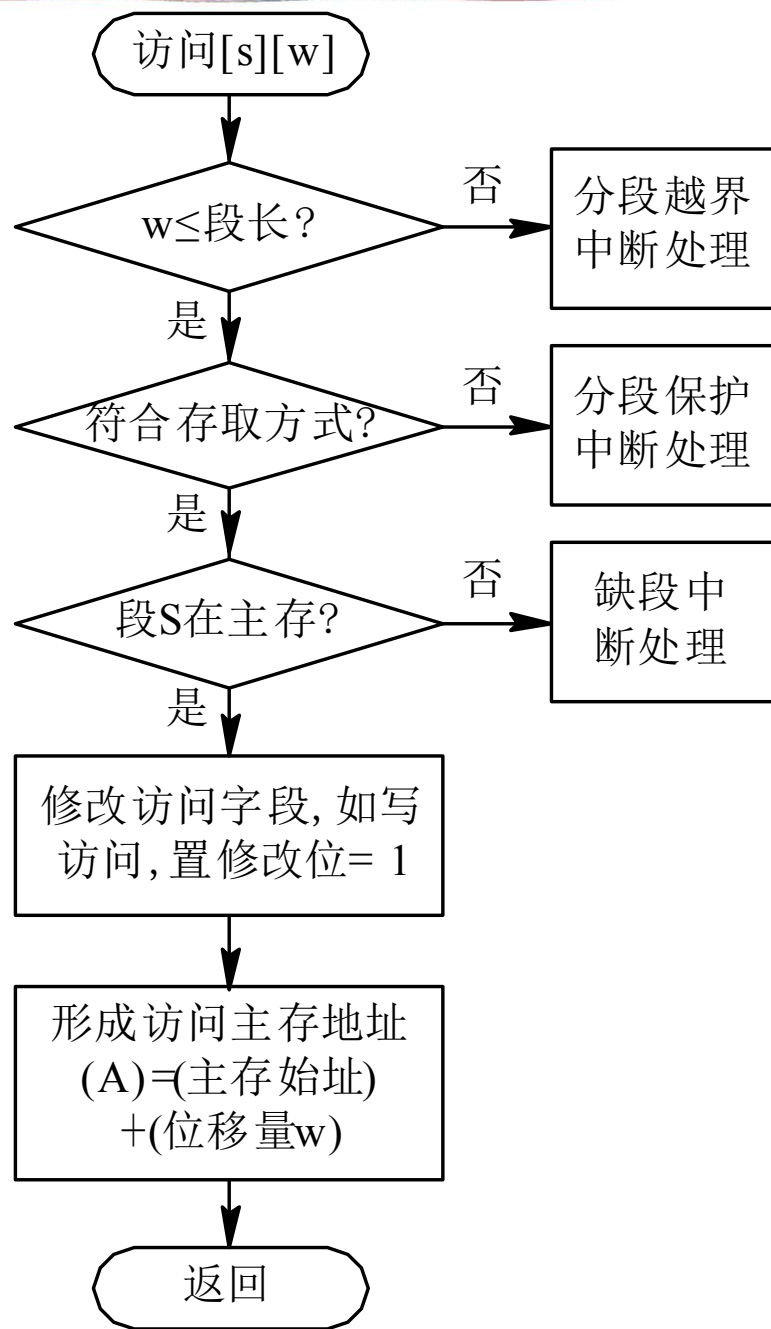 访问[s][w]
w≤段长?
否
分段越界
中断处理
是
符合存取方式?
否
分段保护
中断处理
是
段S在主存?
否
缺段中
断处理
是
修改访问字段,如写
访问,置修改位= 1
形成访问主存地址
(A)=(主存始址)
+(位移量w)
返回